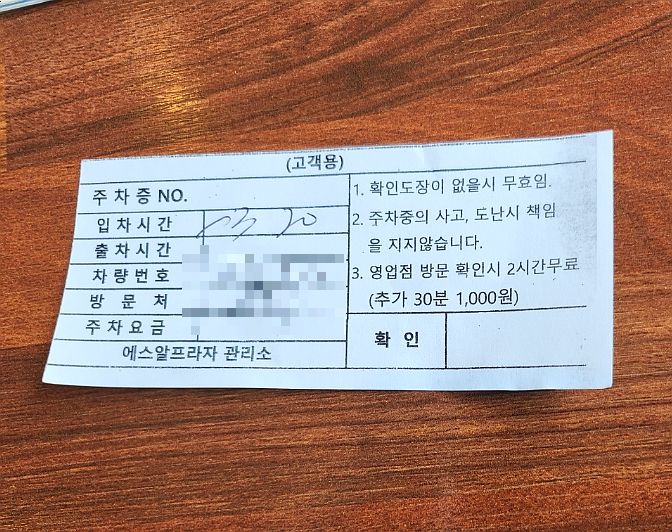 (고객용)
주 차 증 NO.
입 차 시 간
출 차 시 간
차 량 번 호
방 문 처
주 차 요 금
에스알프라자 관리소
1. 확인도장이 없을시 무효임.
2. 주차중의 사고, 도난시 책임
을 지지않습니다.
3. 영업점 방문 확인시 2시간무료
(추가 30분 1,000원)
확 인